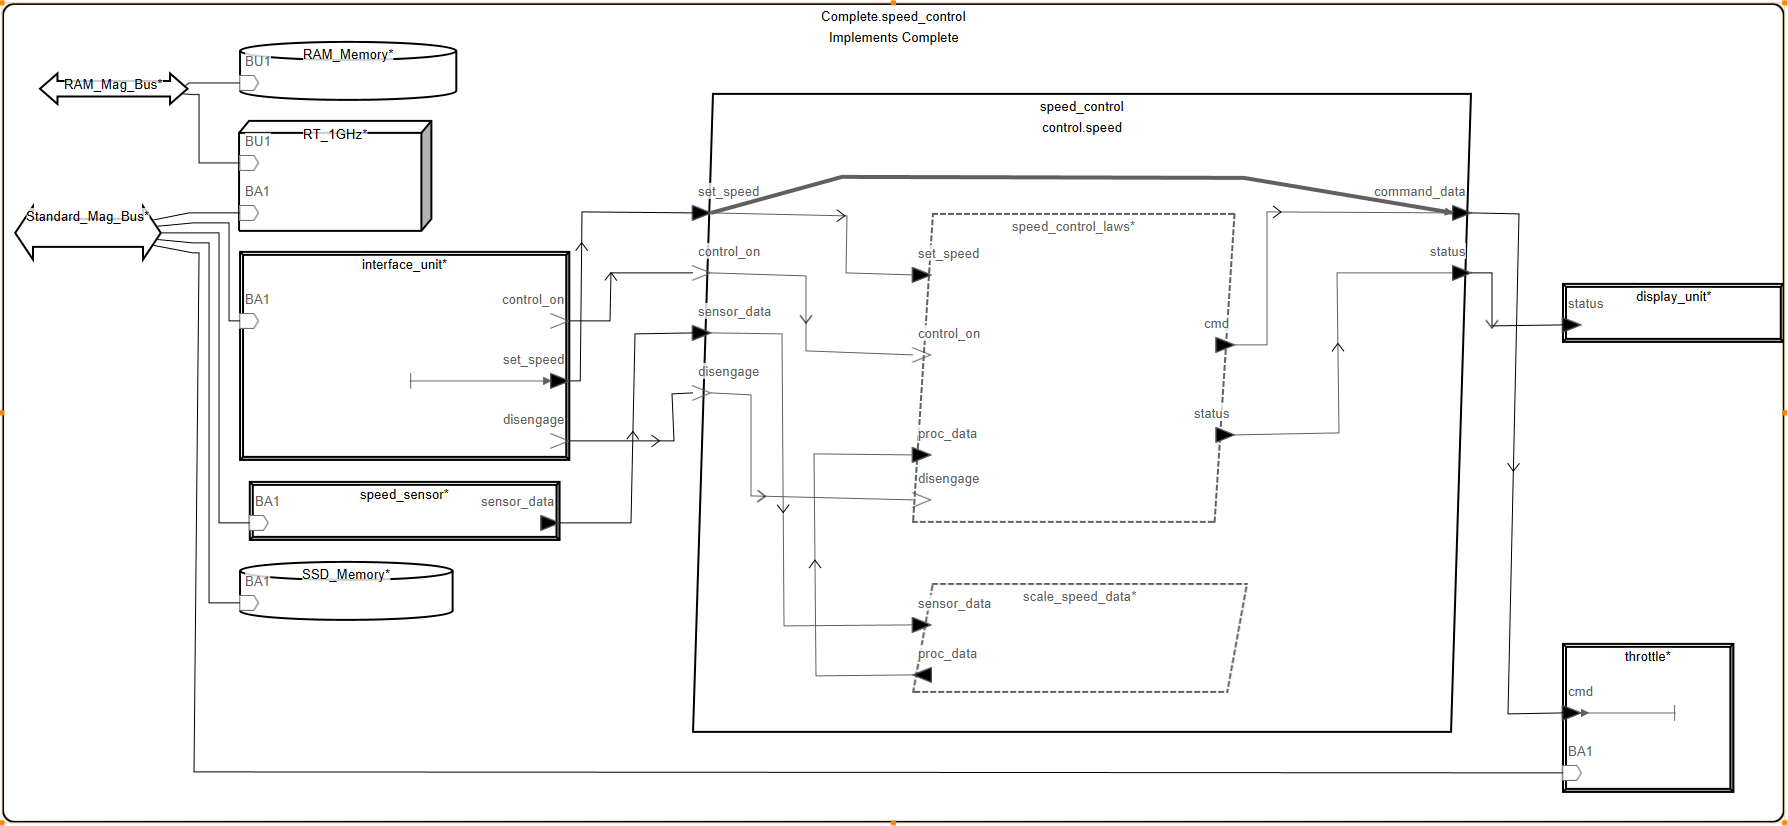 Complete.speed_control
Implements Complete
RAM_Memory*
BU1
RAM_Mag_Bus*
RT_1GHz*
BU1
BA1
Standard_Mag_Bus*
interface_unit*
BA1
control_on
set_speed
disengage
speed_sensor*
BA1
sensor_data
SSD_Memory*
BA1
speed_control
control.speed
set_speed
control_on
sensor_data
disengage
command_data
status
speed_control_laws*
set_speed
control_on
proc_data
disengage
cmd
status
scale_speed_data*
sensor_data
proc_data
display_unit*
status
throttle*
cmd
BA1